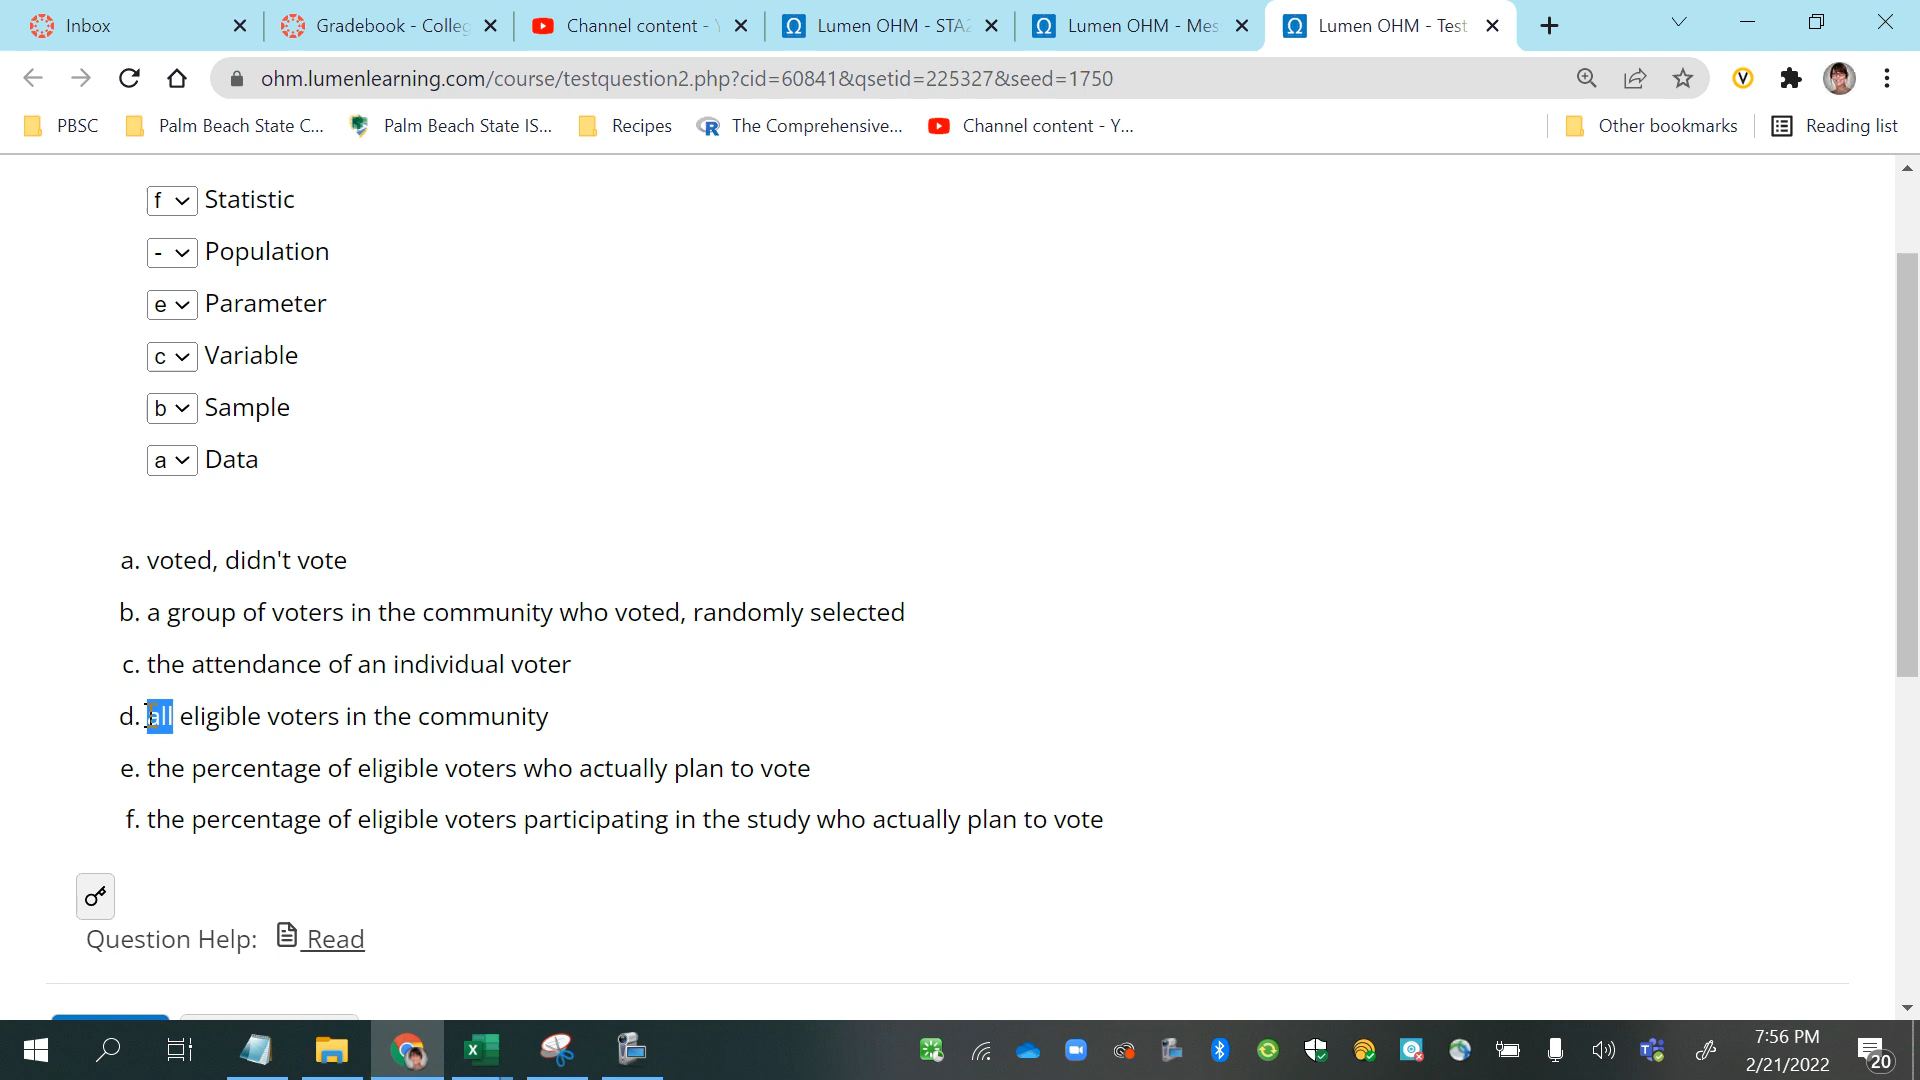 Inbox
Gradebook - Colleg
Channel content - Y
Lumen OHM - STA2
Lumen OHM - Mes
Lumen OHM - Test
ohm.lumenlearning.com/course/testquestion2.php?cid=60841&qsetid=225327&seed=1750
PBSC
Palm Beach State C...
Palm Beach State IS...
Recipes
The Comprehensive...
Channel content - Y...
Other bookmarks
Reading list
f Statistic
- Population
e Parameter
c Variable
b Sample
a Data
a. voted, didn't vote
b. a group of voters in the community who voted, randomly selected
c. the attendance of an individual voter
d. all eligible voters in the community
e. the percentage of eligible voters who actually plan to vote
f. the percentage of eligible voters participating in the study who actually plan to vote
Question Help: Read
7:56 PM
2/21/2022
20